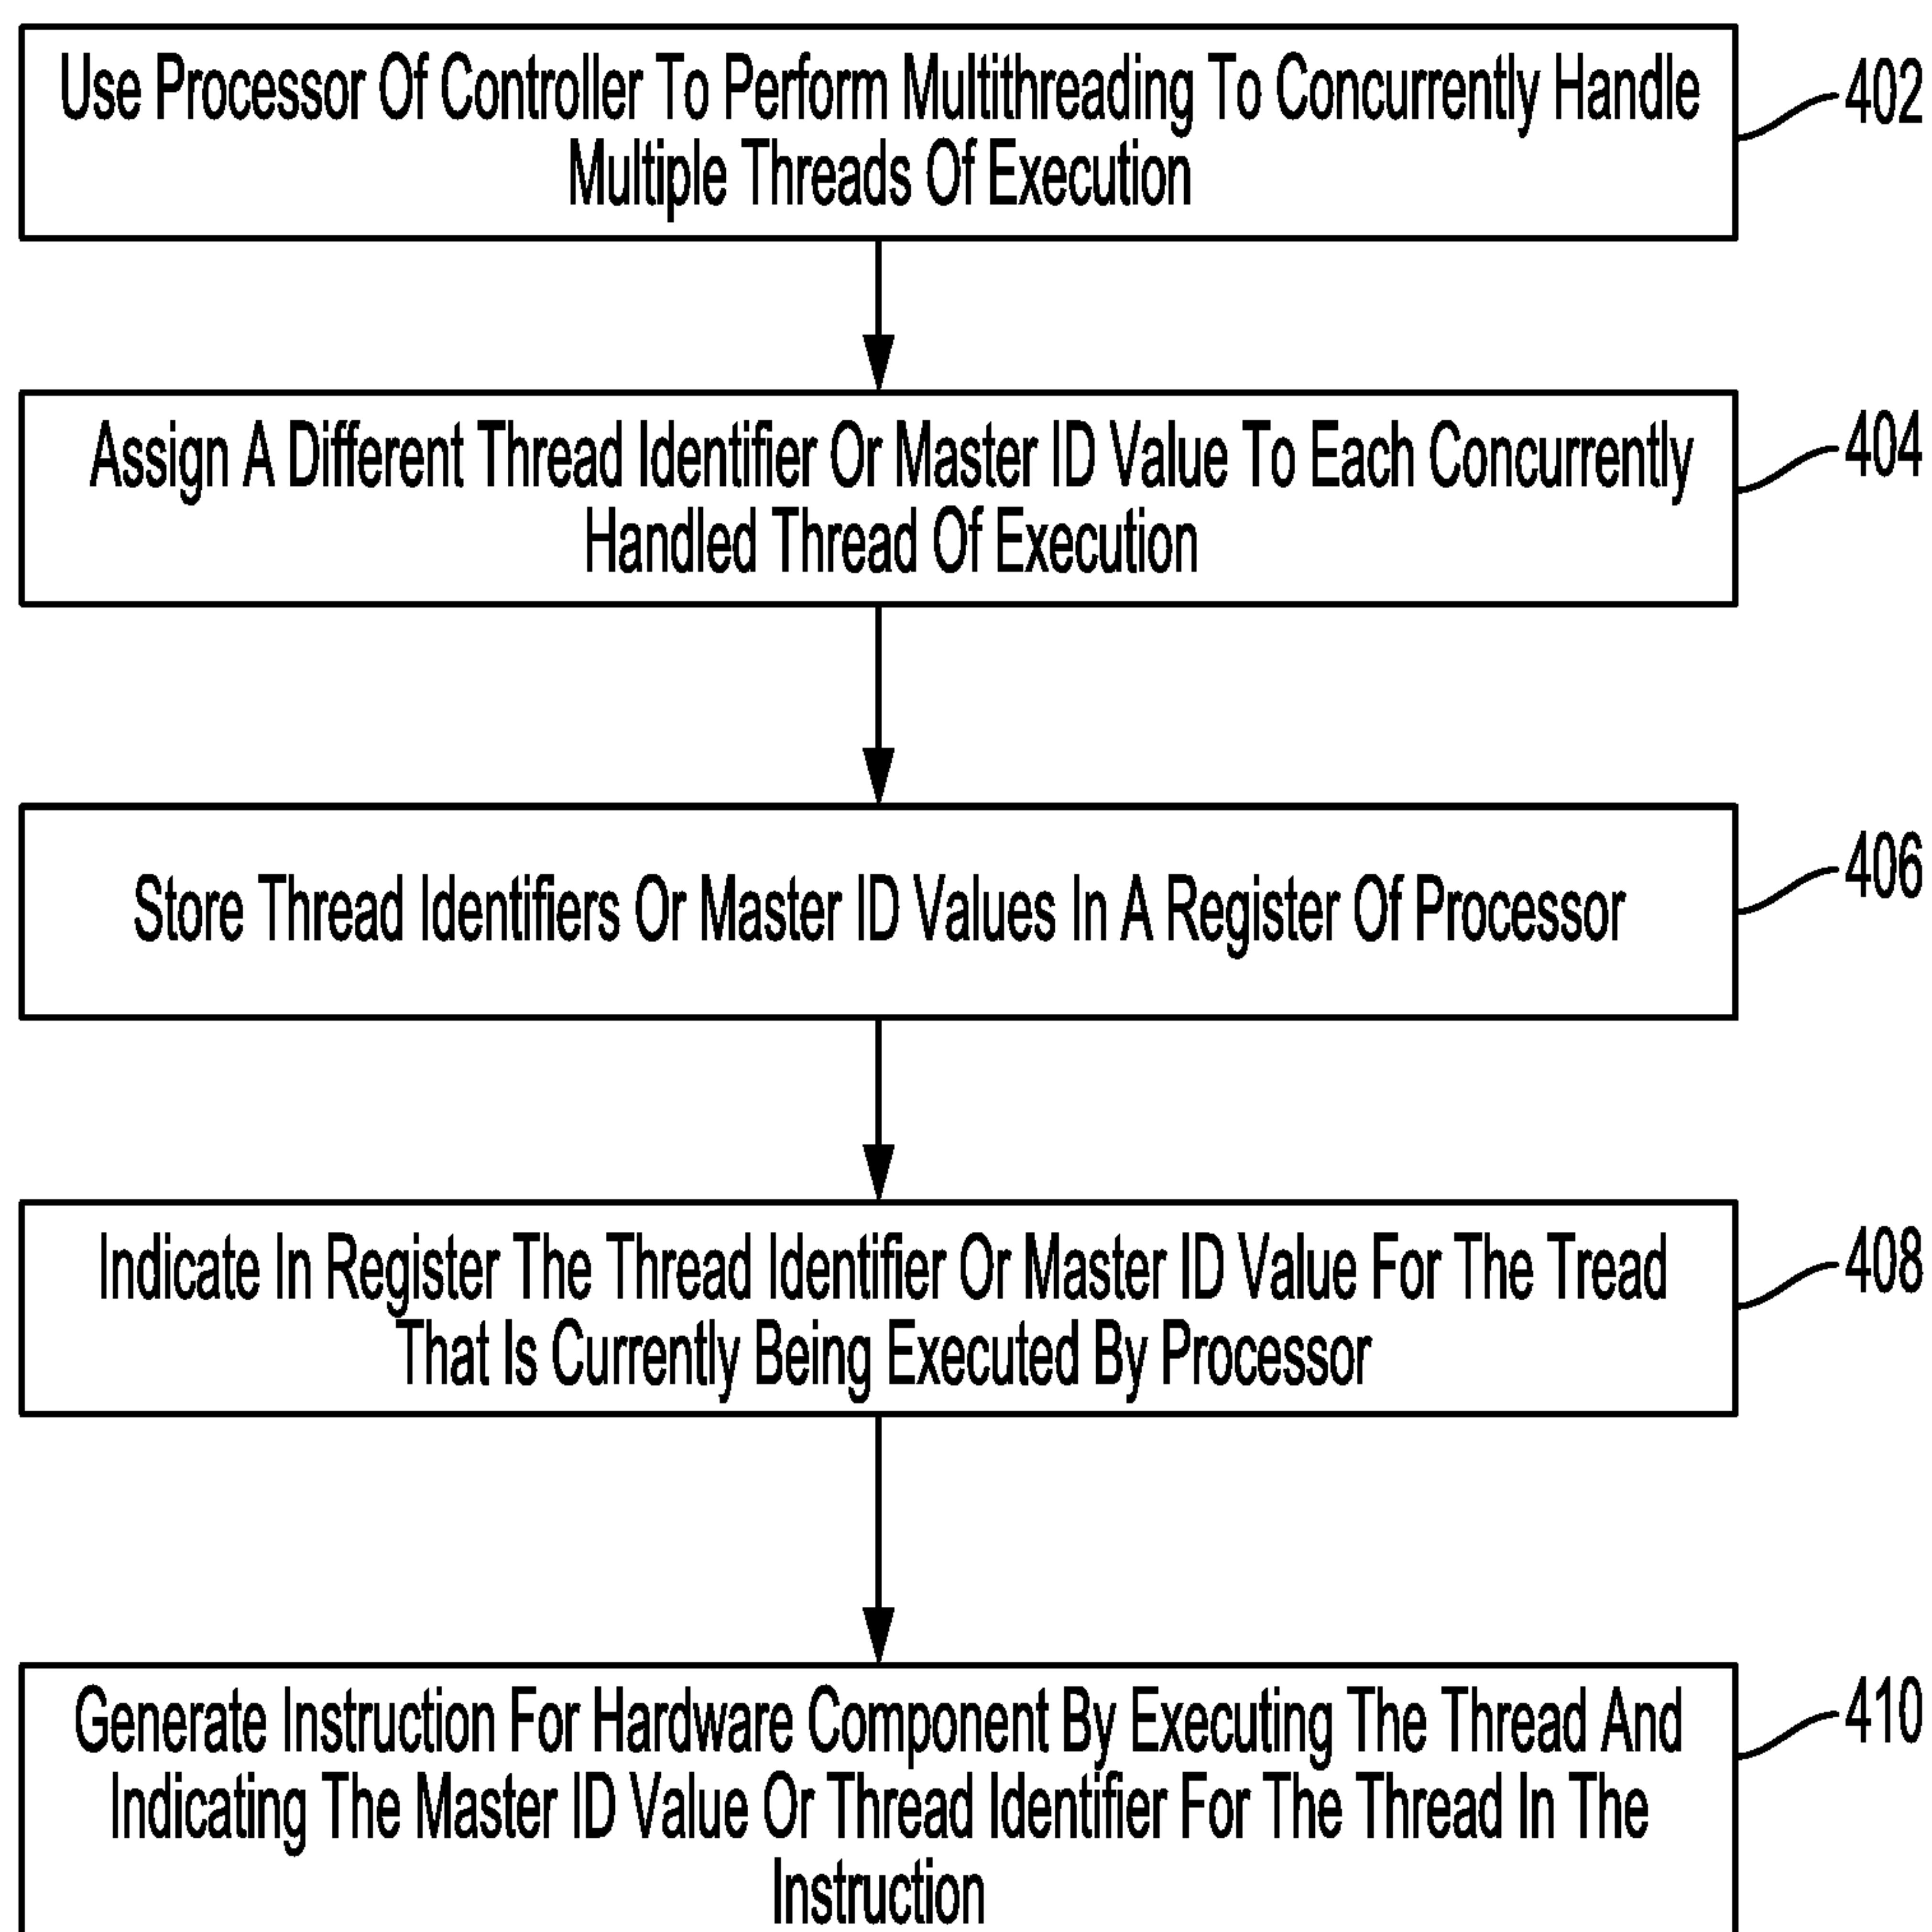 Use Processor Of Controller To Perform Multithreading To Concurrently Handle
Multiple Threads Of Execution
402
Assign A Different Thread Identifier Or Master ID Value To Each Concurrently
Handled Thread Of Execution
404
Store Thread Identifiers Or Master ID Values In A Register Of Processor
406
Indicate In Register The Thread Identifier Or Master ID Value For The Tread
That Is Currently Being Executed By Processor
408
Generate Instruction For Hardware Component By Executing The Thread And
Indicating The Master ID Value Or Thread Identifier For The Thread In The
Instruction
410